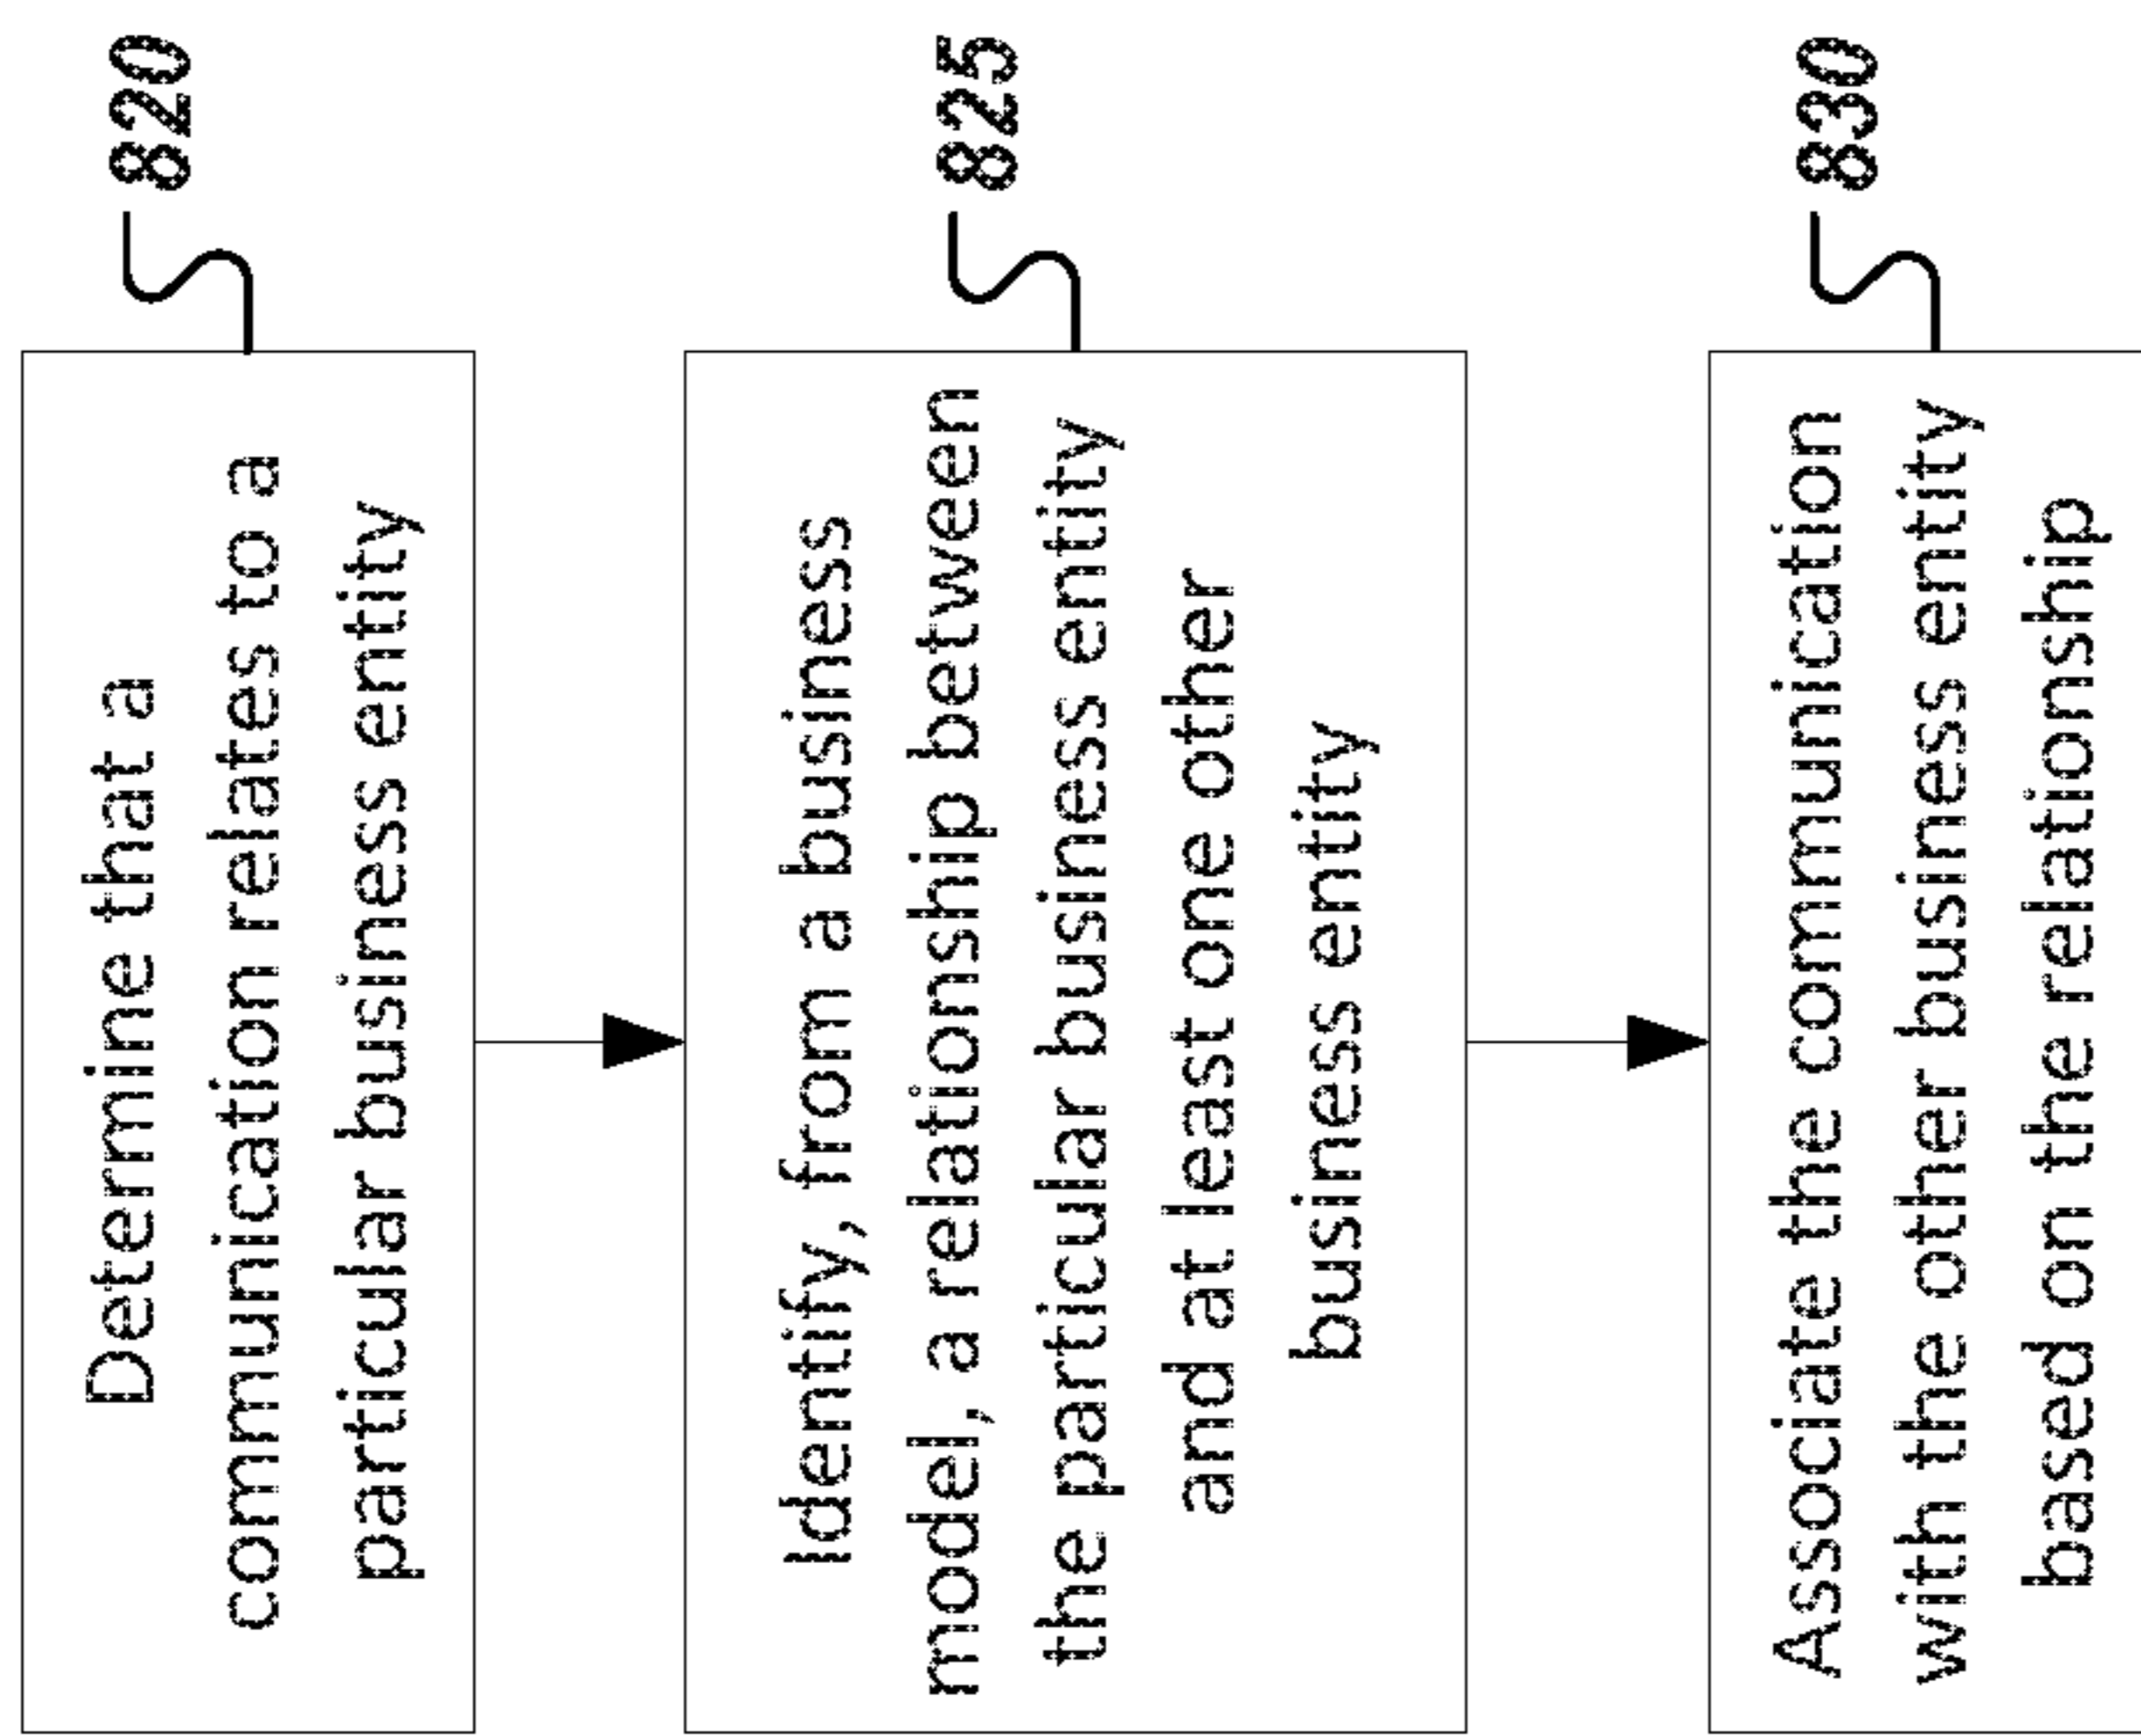 Determine that a
communication relates to a
particular business entity
820
Identify, from a business
model, a relationship between
the particular business entity
and at least one other
business entity
825
Associate the communication
with the other business entity
based on the relationship
830